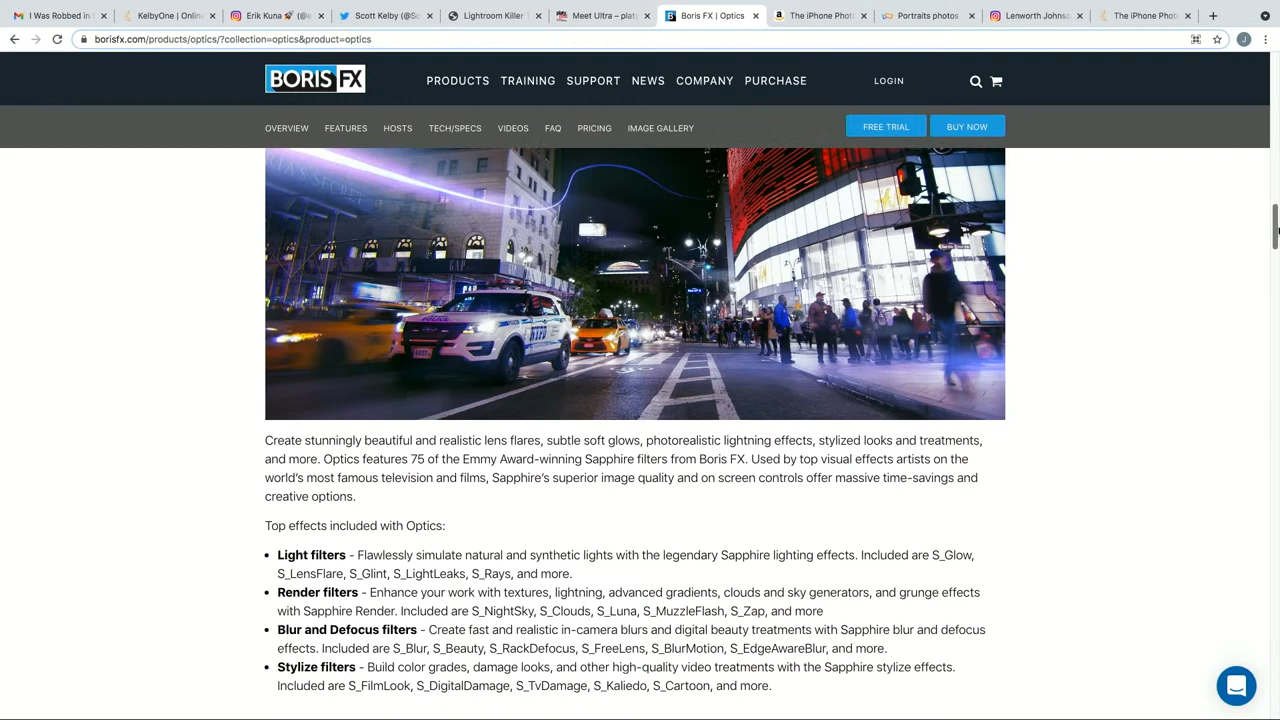 I Was Robbed in
KelbyOne | Online
Erik Kuna 🚀 (@e
Scott Kelby (@Sc
Lightroom Killer T
Meet Ultra – platy
Boris FX | Optics
The iPhone Photo
Portraits photos
Lenworth Johnson
The iPhone Photo
borisfx.com/products/optics/?collection=optics&product=optics
J
BORIS FX
PRODUCTS TRAINING SUPPORT NEWS COMPANY PURCHASE LOGIN
OVERVIEW FEATURES HOSTS TECH/SPECS VIDEOS FAQ PRICING IMAGE GALLERY FREE TRIAL BUY NOW
GAP
NYPD
Create stunningly beautiful and realistic lens flares, subtle soft glows, photorealistic lightning effects, stylized looks and treatments,
and more. Optics features 75 of the Emmy Award-winning Sapphire filters from Boris FX. Used by top visual effects artists on the
world's most famous television and films, Sapphire's superior image quality and on screen controls offer massive time-savings and
creative options.
Top effects included with Optics:
• Light filters - Flawlessly simulate natural and synthetic lights with the legendary Sapphire lighting effects. Included are S_Glow,
S_LensFlare, S_Glint, S_LightLeaks, S_Rays, and more.
• Render filters - Enhance your work with textures, lightning, advanced gradients, clouds and sky generators, and grunge effects
with Sapphire Render. Included are S_NightSky, S_Clouds, S_Luna, S_MuzzleFlash, S_Zap, and more
• Blur and Defocus filters - Create fast and realistic in-camera blurs and digital beauty treatments with Sapphire blur and defocus
effects. Included are S_Blur, S_Beauty, S_RackDefocus, S_FreeLens, S_BlurMotion, S_EdgeAwareBlur, and more.
• Stylize filters - Build color grades, damage looks, and other high-quality video treatments with the Sapphire stylize effects.
Included are S_FilmLook, S_DigitalDamage, S_TvDamage, S_Kaliedo, S_Cartoon, and more.